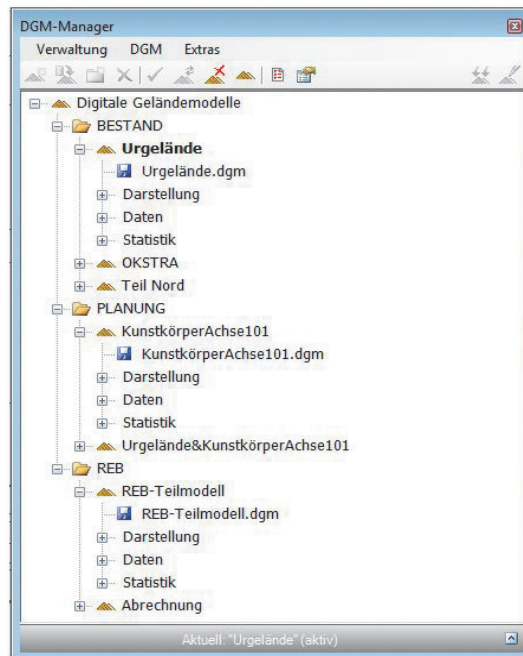 DGM-Manager
Verwaltung DGM Extras
Digitale Geländemodelle
BESTAND
Urgelände
Urgelände.dgm
Darstellung
Daten
Statistik
OKSTRA
Teil Nord
PLANUNG
KunstkörperAchse101
KunstkörperAchse101.dgm
Darstellung
Daten
Statistik
Urgelände&KunstkörperAchse101
REB
REB-Teilmodell
REB-Teilmodell.dgm
Darstellung
Daten
Statistik
Abrechnung
Aktuell: "Urgelände" (aktiv)